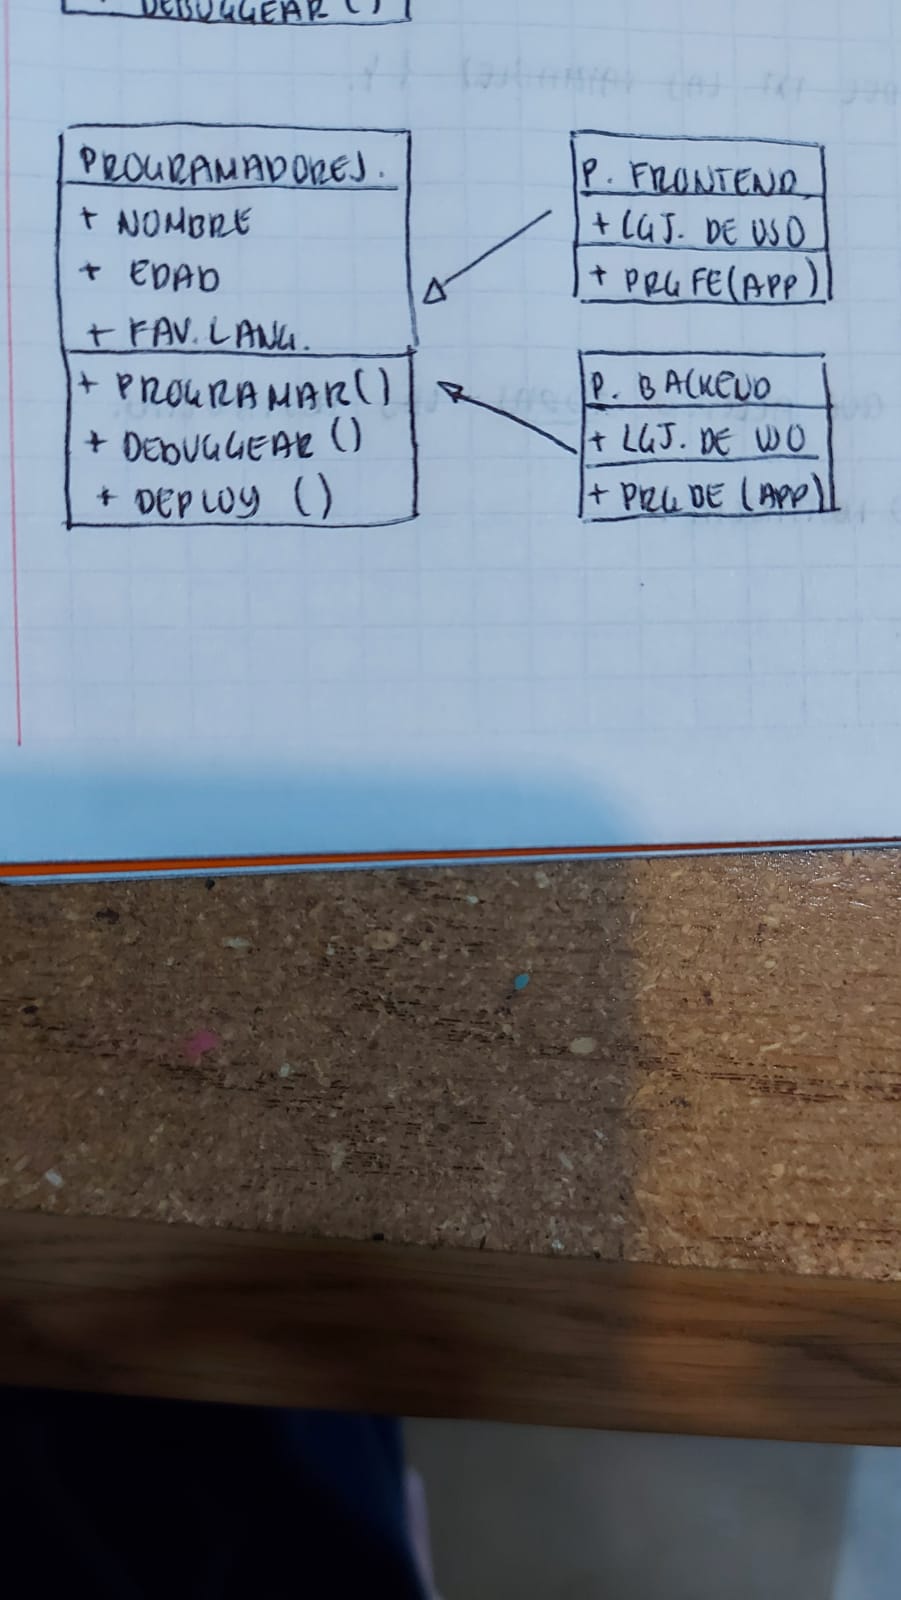 DEBUGGEAR ()
PROGRAMADORES.
+ NOMBRE
+ EDAD
+ FAV. LANG.
+ PROGRAMAR()
+ DEBUGGEAR ()
+ DEPLOY ()
P. FRONTEND
+ LGJ. DE USO
+ PRG FE(APP)
P. BACKEND
+ LGJ. DE USO
+ PRG DE (APP)